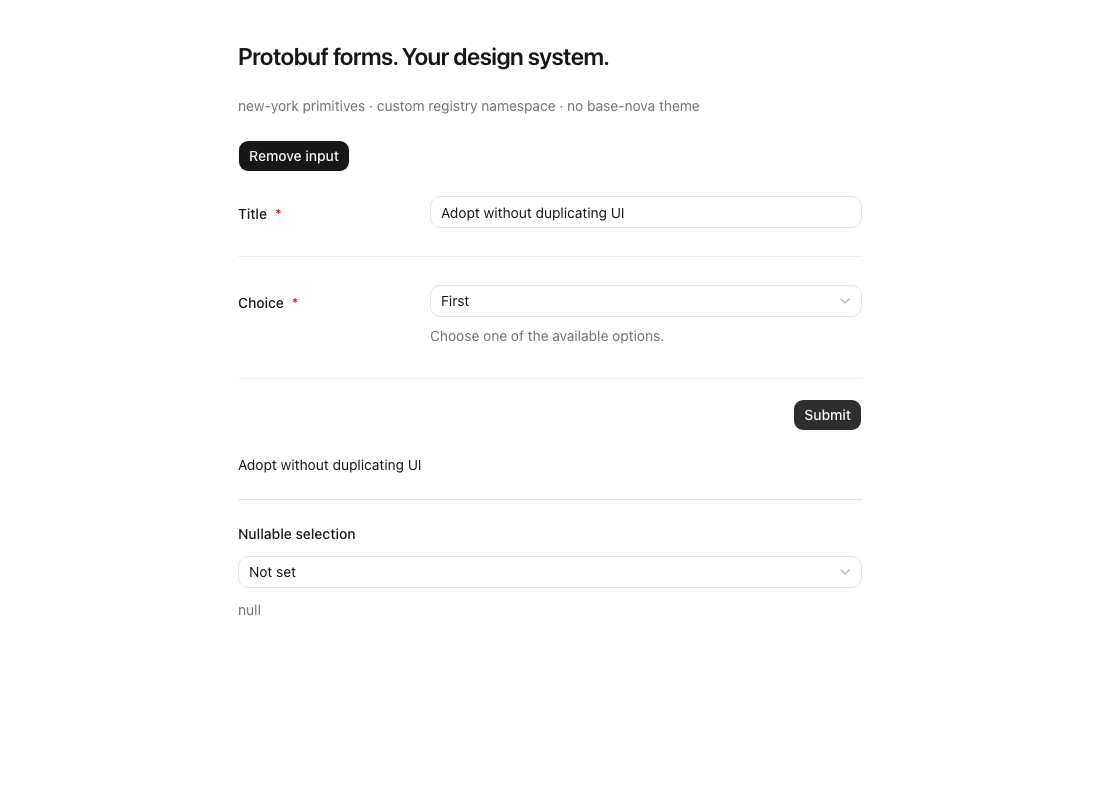 Protobuf forms. Your design system.
new-york primitives · custom registry namespace · no base-nova theme
Remove input
Title *
Adopt without duplicating UI
Choice *
First
Choose one of the available options.
Submit
Adopt without duplicating UI
Nullable selection
Not set
null